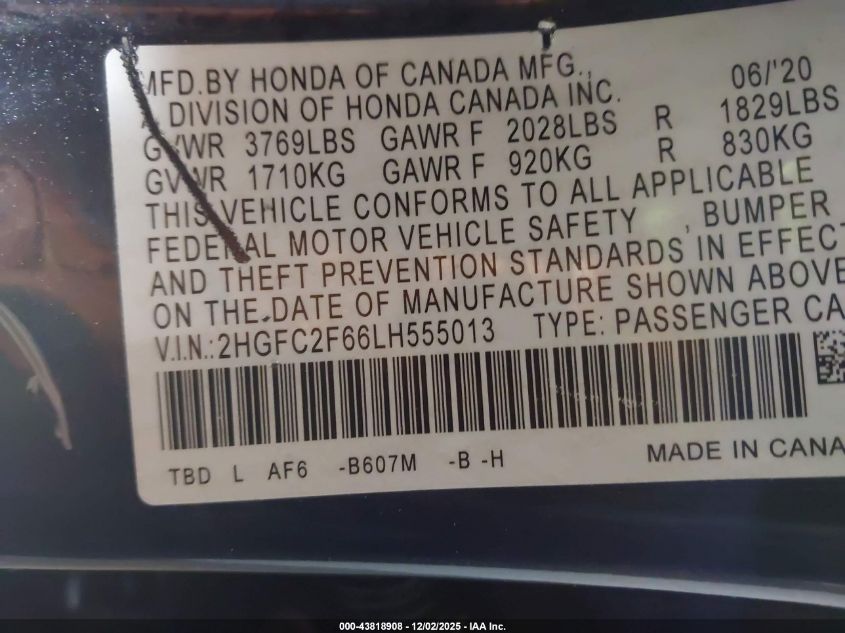 MFD.BY HONDA OF CANADA MFG., 06/'20
A DIVISION OF HONDA CANADA INC.
GVWR 3769LBS GAWR F 2028LBS R 1829LBS
GVWR 1710KG GAWR F 920KG R 830KG
THIS VEHICLE CONFORMS TO ALL APPLICABLE
FEDERAL MOTOR VEHICLE SAFETY , BUMPER
AND THEFT PREVENTION STANDARDS IN EFFECT
ON THE DATE OF MANUFACTURE SHOWN ABOVE
V.I.N.:2HGFC2F66LH555013 TYPE: PASSENGER CA
TBD L AF6 -B607M -B -H MADE IN CANA
000-43818908 - 12/02/2025 - IAA Inc.